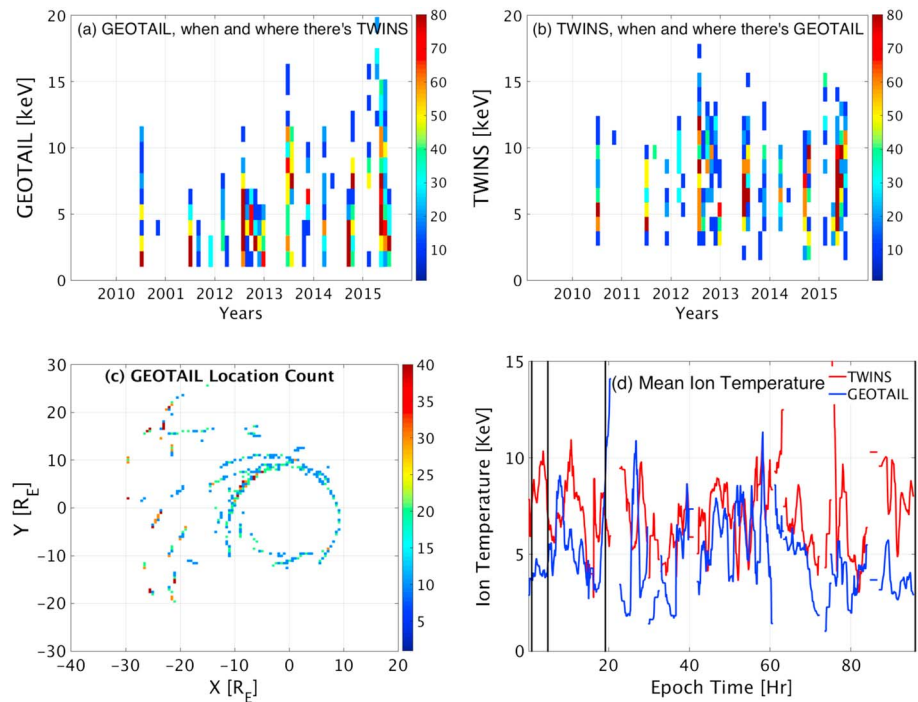 (a) GEOTAIL, when and where there's TWINS
GEOTAIL [keV]
20
15
10
5
0
2010 2001 2012 2013 2014 2015
Years
80
70
60
50
40
30
20
10
(b) TWINS, when and where there's GEOTAIL
TWINS [keV]
20
15
10
5
0
2010 2011 2012 2013 2014 2015
Years
80
70
60
50
40
30
20
10
(c) GEOTAIL Location Count
Y [R_E]
30
20
10
0
−10
−20
−30
−40 −30 −20 −10 0 10 20
X [R_E]
40
35
30
25
20
15
10
5
(d) Mean Ion Temperature
TWINS
GEOTAIL
Ion Temperature [KeV]
15
10
5
0
20 40 60 80
Epoch Time [Hr]